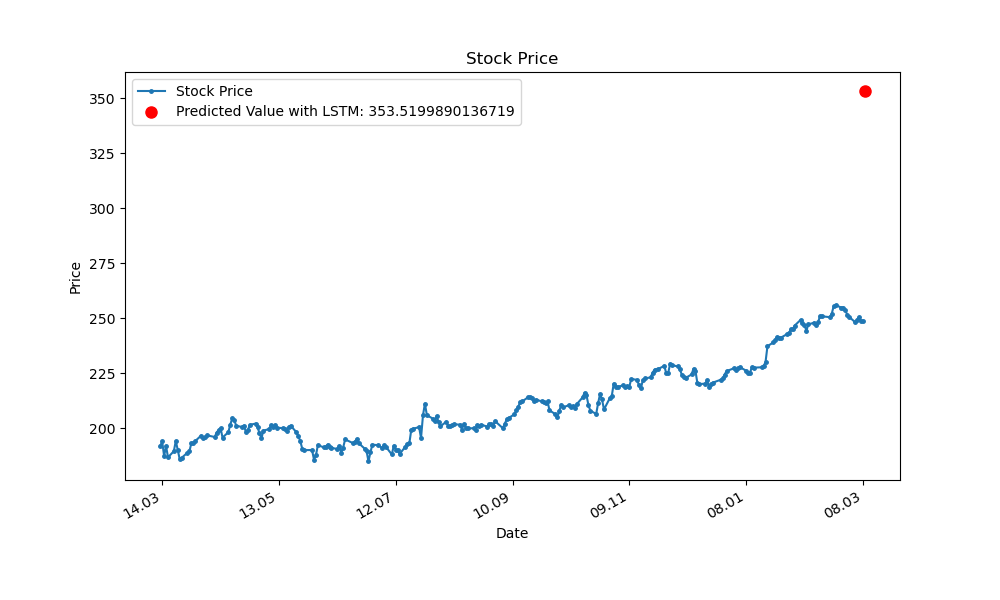 Stock Price
Stock Price
Predicted Value with LSTM: 353.5199890136719
350
325
300
275
250
225
200
Price
14.03
13.05
12.07
10.09
09.11
08.01
08.03
Date